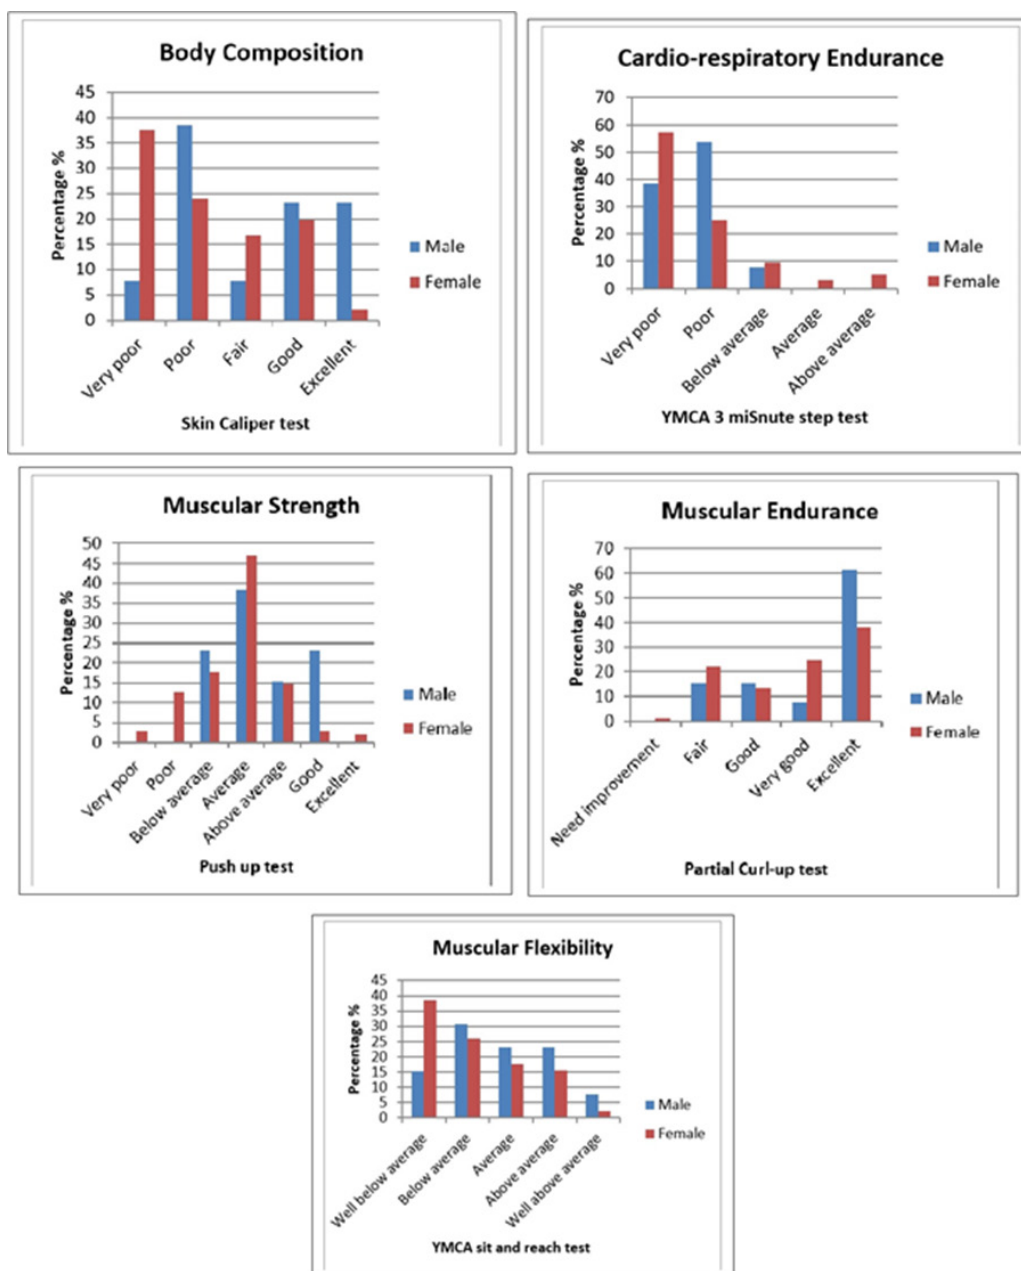 Body Composition
Percentage %
45
40
35
30
25
20
15
10
5
0
Very poor
Poor
Fair
Good
Excellent
Male
Female
Skin Caliper test
Cardio-respiratory Endurance
Percentage %
70
60
50
40
30
20
10
0
Very poor
Poor
Below average
Average
Above average
Male
Female
YMCA 3 miSnute step test
Muscular Strength
Percentage %
50
45
40
35
30
25
20
15
10
5
0
Very poor
Poor
Below average
Average
Above average
Good
Excellent
Male
Female
Push up test
Muscular Endurance
Percentage %
70
60
50
40
30
20
10
0
Need improvement
Fair
Good
Very good
Excellent
Male
Female
Partial Curl-up test
Muscular Flexibility
Percentage %
45
40
35
30
25
20
15
10
5
0
Well below average
Below average
Average
Above average
Well above average
Male
Female
YMCA sit and reach test